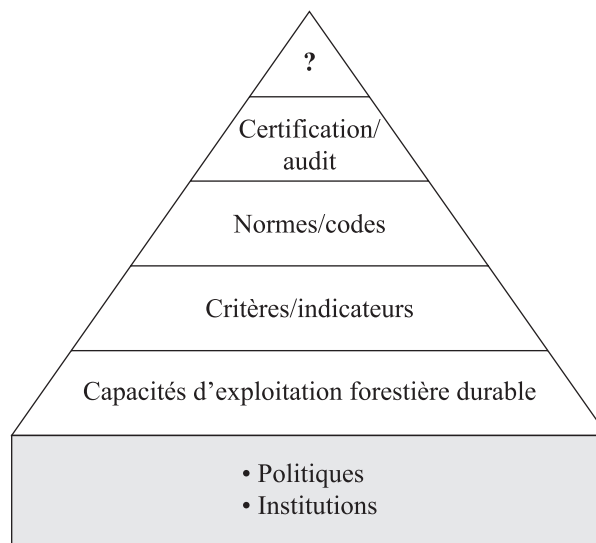 ?
Certification/
audit
Normes/codes
Critères/indicateurs
Capacités d’exploitation forestière durable
• Politiques
• Institutions